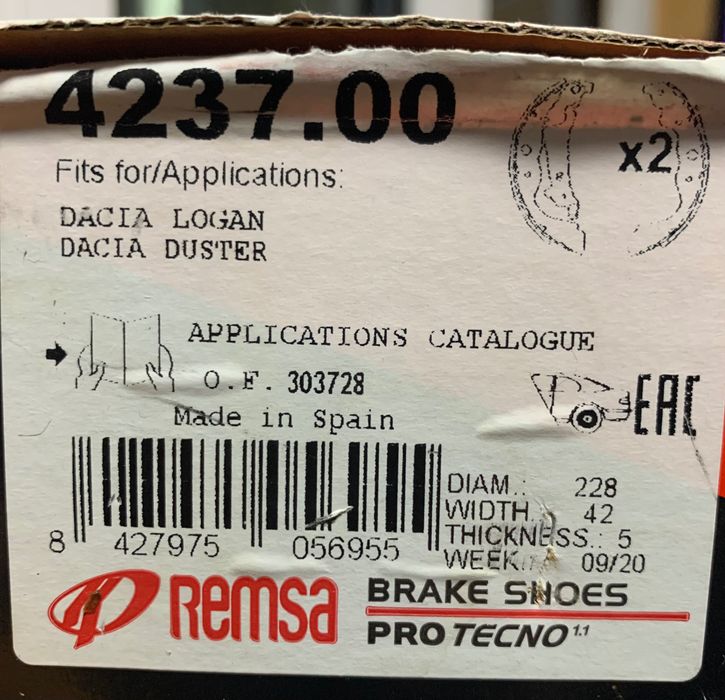 4237.00
x2
Fits for/Applications:
DACIA LOGAN
DACIA DUSTER
APPLICATIONS CATALOGUE
O.F. 303728
Made in Spain
EAC
DIAM.: 228
WIDTH.: 42
THICKNESS.: 5
WEEK.: 09/20
8 427975 056955
Remsa
BRAKE SHOES
PRO TECNO 1.1